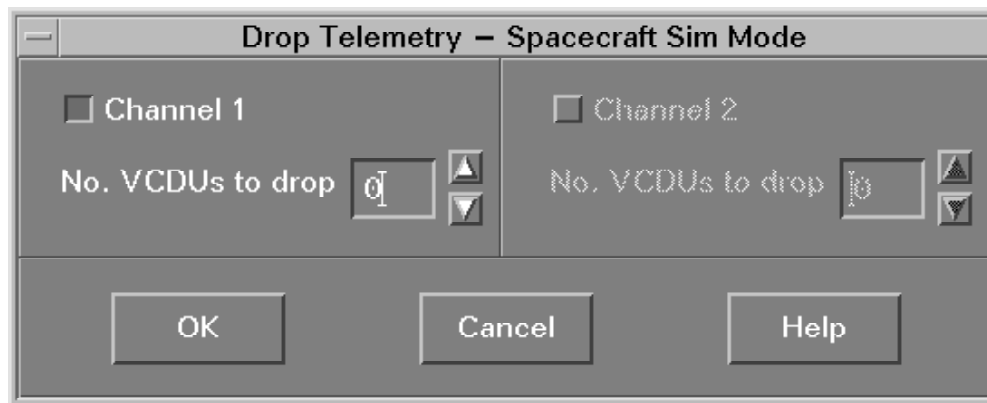 Drop Telemetry – Spacecraft Sim Mode
Channel 1
No. VCDUs to drop 0
Channel 2
No. VCDUs to drop 0
OK Cancel Help